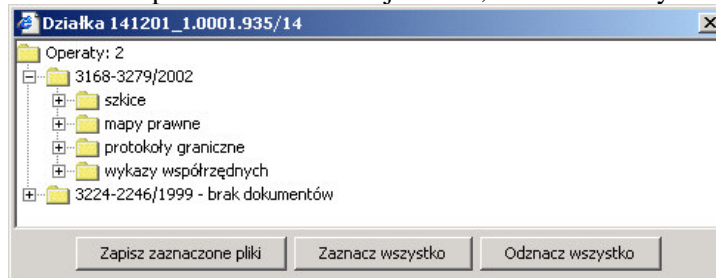 Działka 141201_1.0001.935/14
Operaty: 2
3168-3279/2002
szkice
mapy prawne
protokoły graniczne
wykazy współrzędnych
3224-2246/1999 - brak dokumentów
Zapisz zaznaczone pliki Zaznacz wszystko Odznacz wszystko